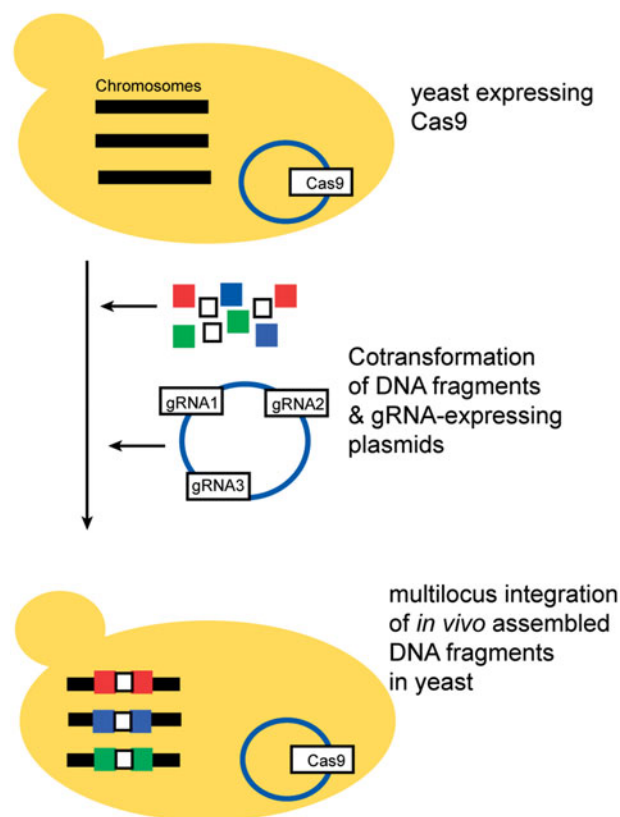 Chromosomes
yeast expressing
Cas9
Cas9
Cotransformation
of DNA fragments
& gRNA-expressing
plasmids
gRNA1
gRNA2
gRNA3
multilocus integration
of in vivo assembled
DNA fragments
in yeast
Cas9